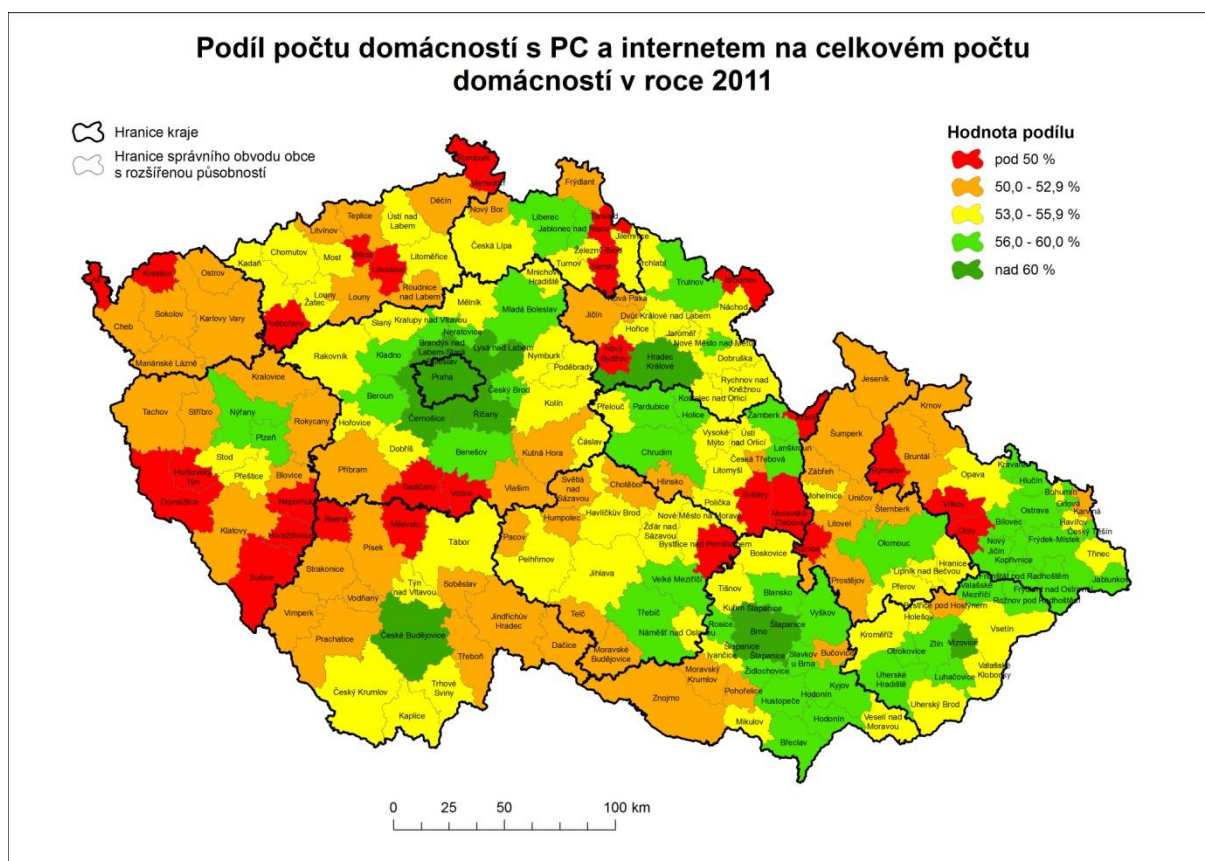 Podíl počtu domácností s PC a internetem na celkovém počtu
domácností v roce 2011
Hranice kraje
Hranice správního obvodu obce
s rozšířenou působností
Hodnota podílu
pod 50 %
50,0 - 52,9 %
53,0 - 55,9 %
56,0 - 60,0 %
nad 60 %
Frýdlant
Děčín
Nový Bor
Teplice
Ústí nad
Labem
Liberec
Jablonec nad Nisou
Litvínov
Chomutov
Most
Litoměřice
Česká Lípa
Turnov
Železný Brod
Jilemnice
Vrchlabí
Trutnov
Kadaň
Kraslice
Ostrov
Louny
Žatec
Louny
Lovosice
Roudnice
nad Labem
Mnichovo
Hradiště
Semily
Náchod
Cheb
Sokolov
Karlovy Vary
Podbořany
Mělník
Mladá Boleslav
Jičín
Nová Paka
Dvůr Králové nad Labem
Hořice
Jaroměř
Nové Město nad Metují
Mariánské Lázně
Rakovník
Slaný
Kralupy nad Vltavou
Neratovice
Kladno
Brandýs nad
Labem-Stará
Boleslav
Lysá nad Labem
Nymburk
Poděbrady
Nový
Bydžov
Hradec
Králové
Dobruška
Rychnov nad
Kněžnou
Praha
Kralovice
Beroun
Český Brod
Kolín
Kostelec nad Orlicí
Tachov
Stříbro
Nýřany
Plzeň
Rokycany
Hořovice
Černošice
Říčany
Přelouč
Pardubice
Holice
Žamberk
Jeseník
Krnov
Stod
Přeštice
Blovice
Dobříš
Benešov
Kutná Hora
Čáslav
Chrudim
Vysoké
Mýto
Ústí
nad Orlicí
Lanškroun
Šumperk
Bruntál
Rýmařov
Horšovský
Týn
Domažlice
Příbram
Sedlčany
Votice
Vlašim
Světlá
nad
Sázavou
Chotěboř
Hlinsko
Litomyšl
Česká Třebová
Polička
Svitavy
Moravská
Třebová
Zábřeh
Mohelnice
Uničov
Šternberk
Litovel
Opava
Kravaře
Hlučín
Bohumín
Orlová
Karviná
Havířov
Český Těšín
Ostrava
Vítkov
Odry
Bílovec
Nový
Jičín
Kopřivnice
Frýdek-Místek
Třinec
Jablunkov
Klatovy
Nepomuk
Horažďovice
Blatná
Milevsko
Tábor
Pacov
Humpolec
Havlíčkův Brod
Nové Město na Moravě
Žďár nad
Sázavou
Bystřice nad Pernštejnem
Boskovice
Konice
Olomouc
Prostějov
Přerov
Lipník nad Bečvou
Hranice
Frenštát pod Radhoštěm
Rožnov pod Radhoštěm
Valašské
Meziříčí
Sušice
Strakonice
Písek
Týn
nad Vltavou
Soběslav
Pelhřimov
Jihlava
Velké Meziříčí
Tišnov
Blansko
Vyškov
Kroměříž
Holešov
Bystřice pod Hostýnem
Vsetín
Vimperk
Vodňany
Prachatice
České Budějovice
Jindřichův
Hradec
Třeboň
Telč
Dačice
Třebíč
Náměšť nad Oslavou
Moravské
Budějovice
Kuřim
Šlapanice
Rosice
Brno
Šlapanice
Ivančice
Šlapanice
Židlochovice
Slavkov
u Brna
Bučovice
Otrokovice
Zlín
Vizovice
Luhačovice
Valašské
Klobouky
Český Krumlov
Trhové
Sviny
Kaplice
Znojmo
Moravský
Krumlov
Pohořelice
Mikulov
Hustopeče
Hodonín
Kyjov
Hodonín
Břeclav
Veselí nad
Moravou
Uherské
Hradiště
Uherský Brod
0 25 50 100 km